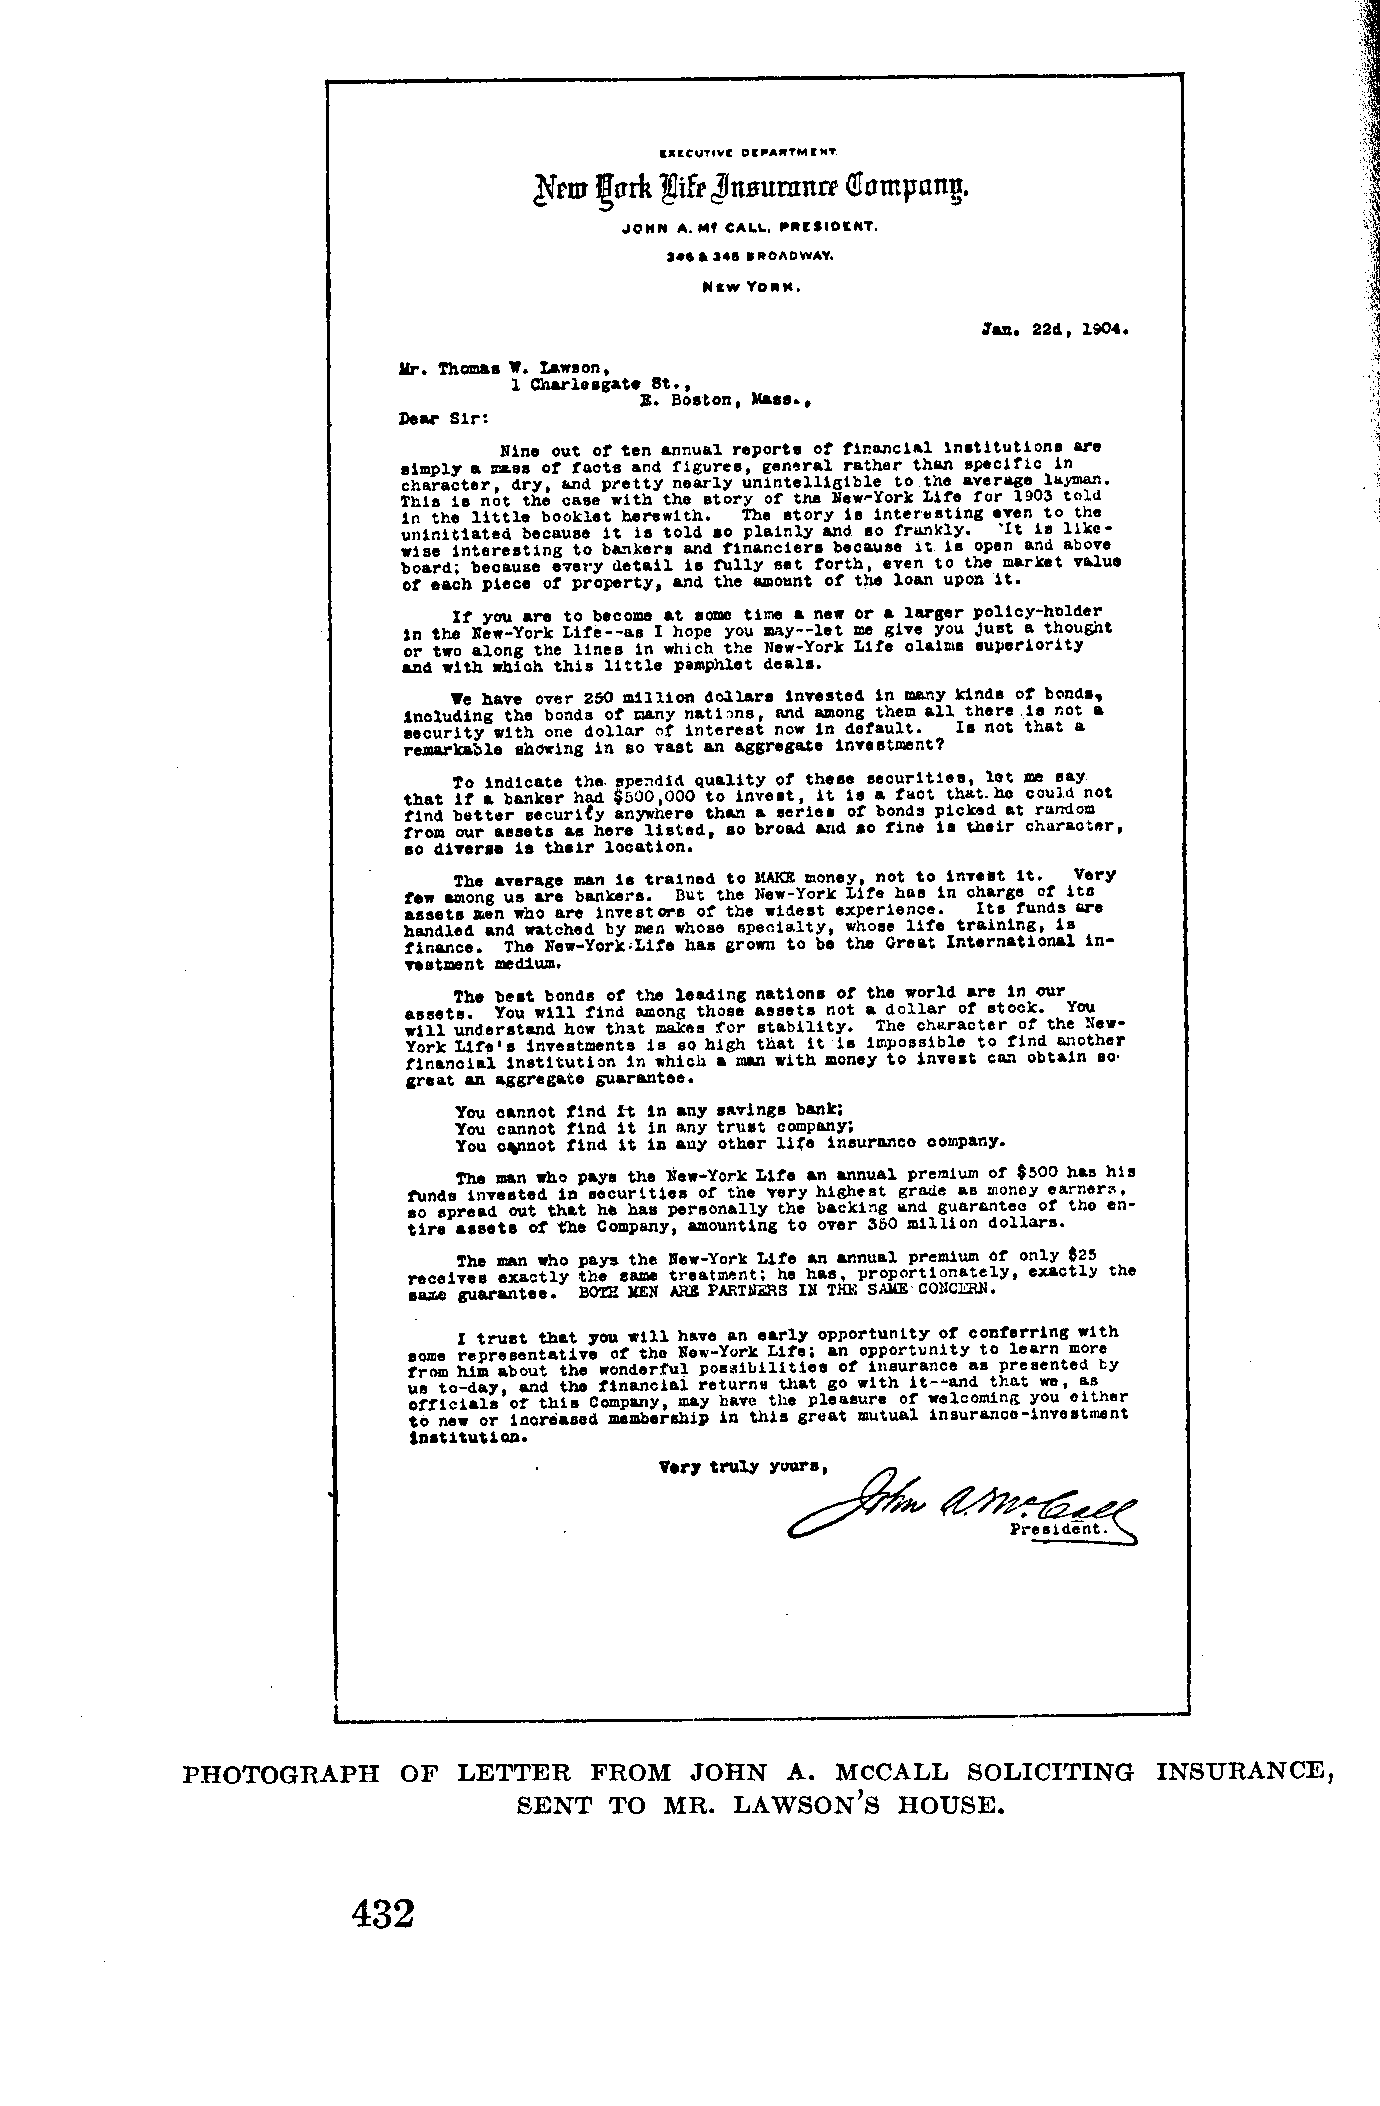 EXECUTIVE DEPARTMENT
New York Life Insurance Company.
JOHN A. Mc CALL, PRESIDENT.
346 & 348 BROADWAY.
NEW YORK.
Jan. 22d, 1904.
Mr. Thomas W. Lawson,
1 Charlesgate St.,
E. Boston, Mass.,
Dear Sir:
Nine out of ten annual reports of financial institutions are
simply a mass of facts and figures, general rather than specific in
character, dry, and pretty nearly unintelligible to the average layman.
This is not the case with the story of the New-York Life for 1903 told
in the little booklet herewith. The story is interesting even to the
uninitiated because it is told so plainly and so frankly. It is like-
wise interesting to bankers and financiers because it is open and above
board; because every detail is fully set forth, even to the market value
of each piece of property, and the amount of the loan upon it.
If you are to become at some time a new or a larger policy-holder
in the New-York Life--as I hope you may--let me give you just a thought
or two along the lines in which the New-York Life claims superiority
and with which this little pamphlet deals.
We have over 250 million dollars invested in many kinds of bonds,
including the bonds of many nations, and among them all there is not a
security with one dollar of interest now in default. Is not that a
remarkable showing in so vast an aggregate investment?
To indicate the spendid quality of these securities, let me say
that if a banker had $500,000 to invest, it is a fact that he could not
find better security anywhere than a series of bonds picked at random
from our assets as here listed, so broad and so fine is their character,
so diverse is their location.
The average man is trained to MAKE money, not to invest it. Very
few among us are bankers. But the New-York Life has in charge of its
assets men who are investors of the widest experience. Its funds are
handled and watched by men whose specialty, whose life training, is
finance. The New-York Life has grown to be the Great International in-
vestment medium.
The best bonds of the leading nations of the world are in our
assets. You will find among those assets not a dollar of stock. You
will understand how that makes for stability. The character of the New-
York Life's investments is so high that it is impossible to find another
financial institution in which a man with money to invest can obtain so
great an aggregate guarantee.
You cannot find it in any savings bank;
You cannot find it in any trust company;
You cannot find it in any other life insurance company.
The man who pays the New-York Life an annual premium of $500 has his
funds invested in securities of the very highest grade as money earners,
so spread out that he has personally the backing and guarantee of the en-
tire assets of the Company, amounting to over 350 million dollars.
The man who pays the New-York Life an annual premium of only $25
receives exactly the same treatment; he has, proportionately, exactly the
same guarantee. BOTH MEN ARE PARTNERS IN THE SAME CONCERN.
I trust that you will have an early opportunity of conferring with
some representative of the New-York Life; an opportunity to learn more
from him about the wonderful possibilities of insurance as presented by
us to-day, and the financial returns that go with it--and that we, as
officials of this Company, may have the pleasure of welcoming you either
to new or increased membership in this great mutual insurance-investment
institution.
Very truly yours,
John A. McCall
President.
PHOTOGRAPH OF LETTER FROM JOHN A. McCALL SOLICITING INSURANCE,
SENT TO MR. LAWSON'S HOUSE.
432